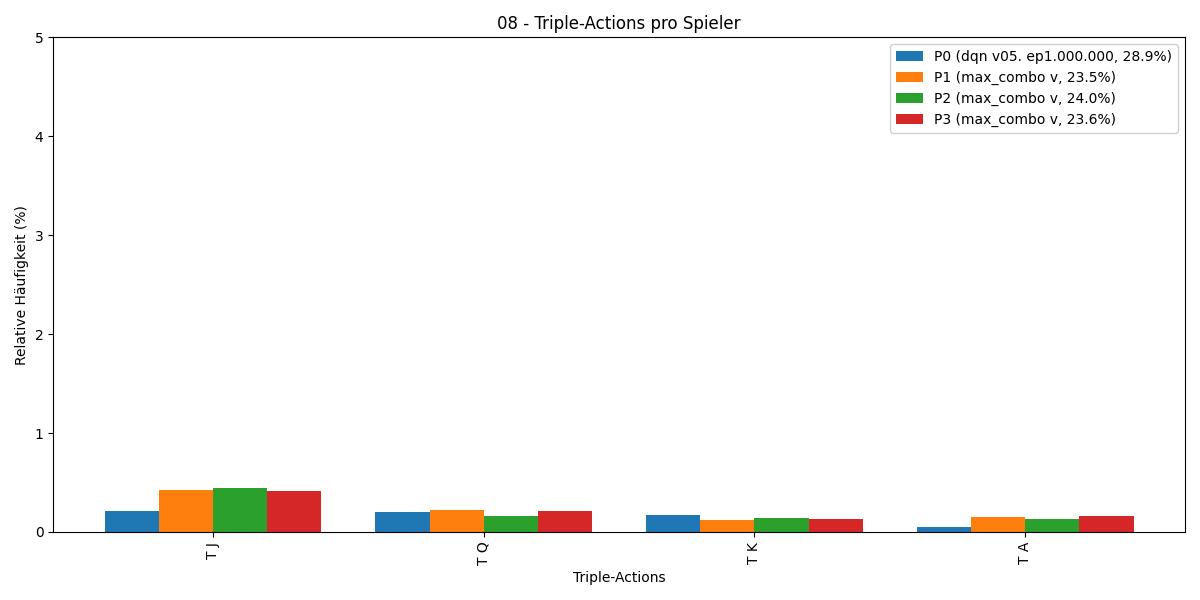 08 - Triple-Actions pro Spieler
P0 (dqn v05. ep1.000.000, 28.9%)
P1 (max_combo v, 23.5%)
P2 (max_combo v, 24.0%)
P3 (max_combo v, 23.6%)
Relative Häufigkeit (%)
5
4
3
2
1
0
T J
T Q
T K
T A
Triple-Actions